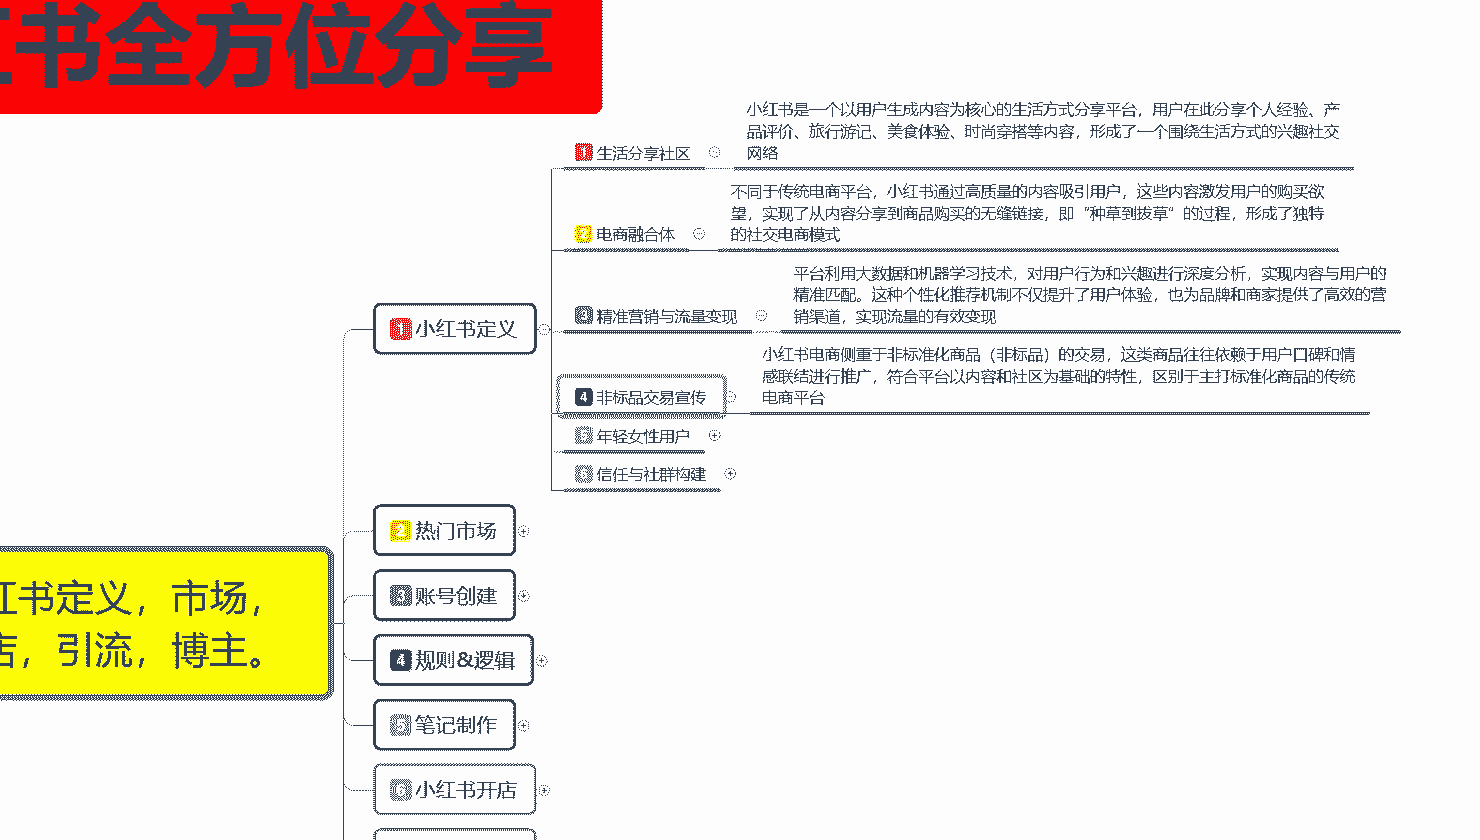 书全方位分享
1 小红书定义
1 生活分享社区
小红书是一个以用户生成内容为核心的生活方式分享平台，用户在此分享个人经验、产
品评价、旅行游记、美食体验、时尚穿搭等内容，形成了一个围绕生活方式的兴趣社交
网络
2 电商融合体
不同于传统电商平台，小红书通过高质量的内容吸引用户，这些内容激发用户的购买欲
望，实现了从内容分享到商品购买的无缝链接，即“种草到拔草”的过程，形成了独特
的社交电商模式
3 精准营销与流量变现
平台利用大数据和机器学习技术，对用户行为和兴趣进行深度分析，实现内容与用户的
精准匹配。这种个性化推荐机制不仅提升了用户体验，也为品牌和商家提供了高效的营
销渠道，实现流量的有效变现
4 非标品交易宣传
小红书电商侧重于非标准化商品（非标品）的交易，这类商品往往依赖于用户口碑和情
感联结进行推广，符合平台以内容和社区为基础的特性，区别于主打标准化商品的传统
电商平台
5 年轻女性用户
6 信任与社群构建
2 热门市场
3 账号创建
4 规则&逻辑
5 笔记制作
6 小红书开店
红书定义，市场，
店，引流，博主。